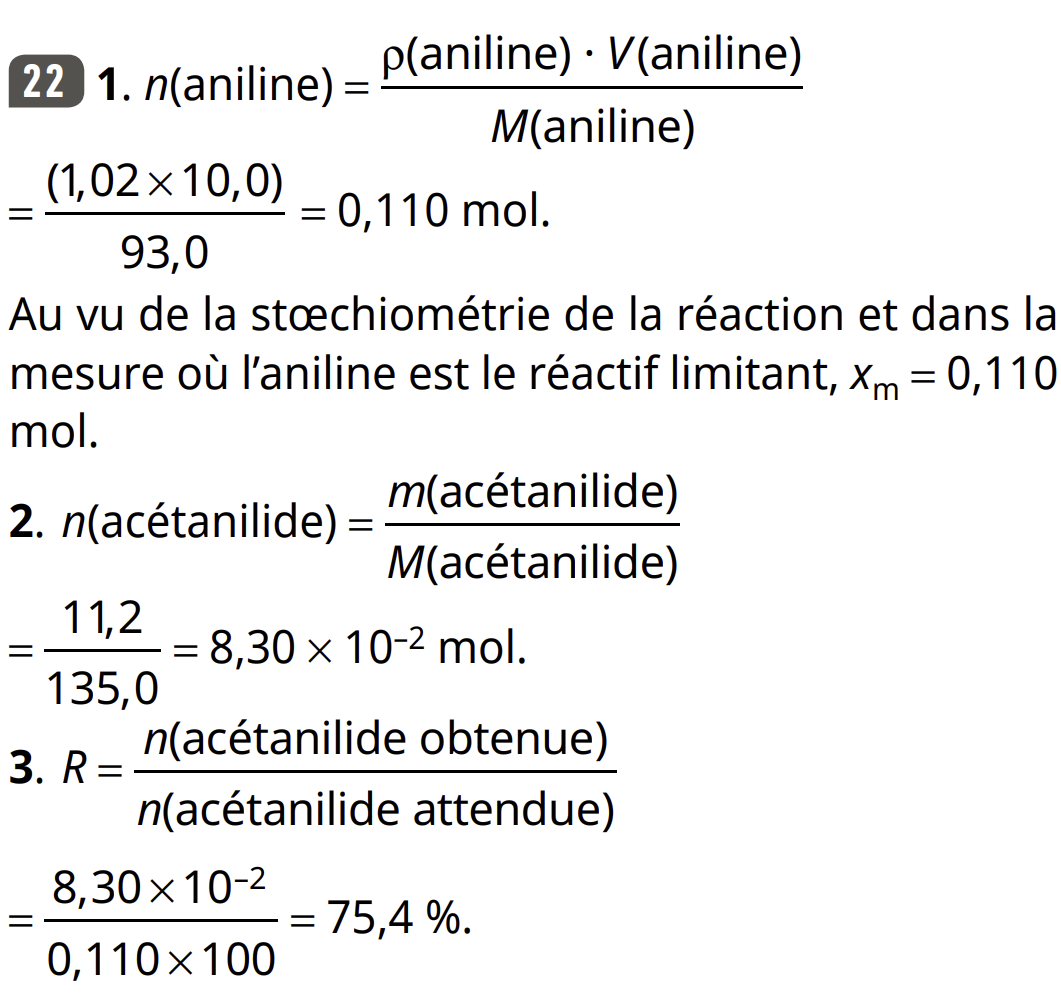 22 1. n(aniline) = ρ(aniline) · V(aniline) / M(aniline)
= (1,02 × 10,0) / 93,0 = 0,110 mol.
Au vu de la stœchiométrie de la réaction et dans la
mesure où l’aniline est le réactif limitant, xₘ = 0,110
mol.
2. n(acétanilide) = m(acétanilide) / M(acétanilide)
= 11,2 / 135,0 = 8,30 × 10⁻² mol.
3. R = n(acétanilide obtenue) / n(acétanilide attendue)
= 8,30 × 10⁻² / 0,110 × 100 = 75,4 %.